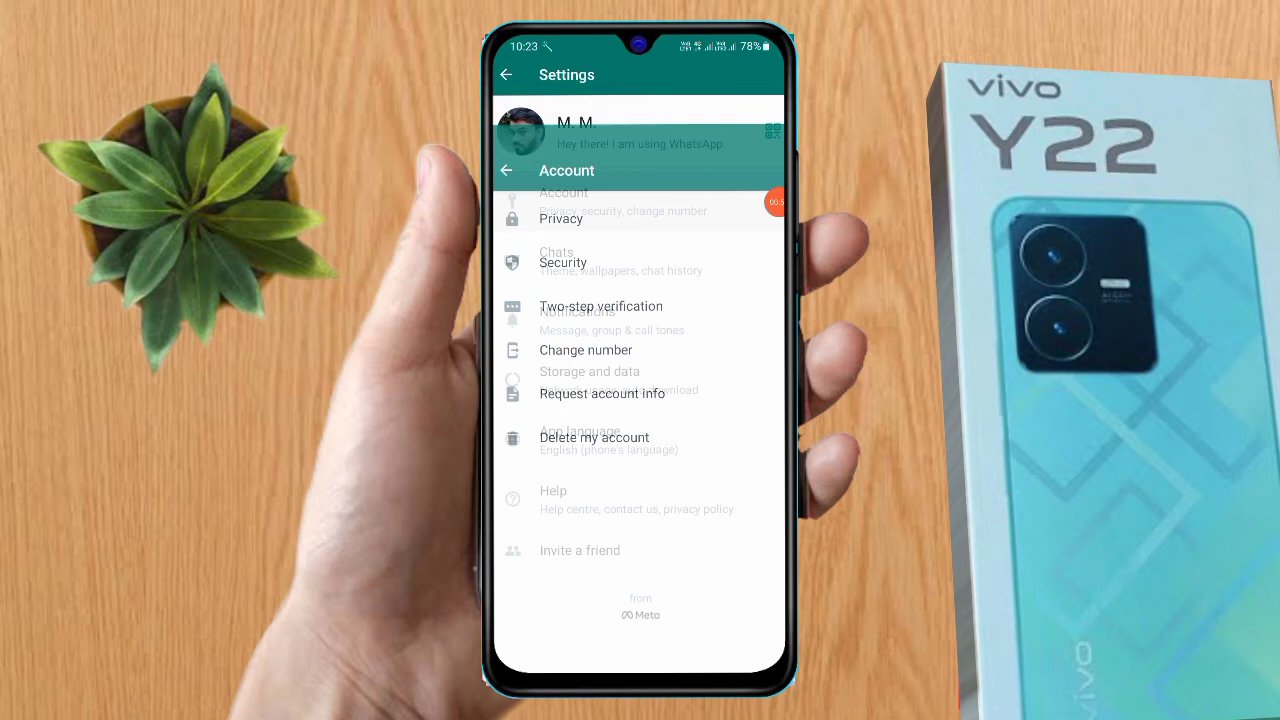 10:23
78%
Settings
M. M.
Hey there! I am using WhatsApp.
Account
Account
Privacy, security, change number
00:5
Privacy
Chats
Security
Theme, wallpapers, chat history
Two-step verification
Notifications
Message, group & call tones
Change number
Storage and data
Request account info
App language
Delete my account
English (phone's language)
Help
Help centre, contact us, privacy policy
Invite a friend
from
Meta
vivo
Y22
vivo